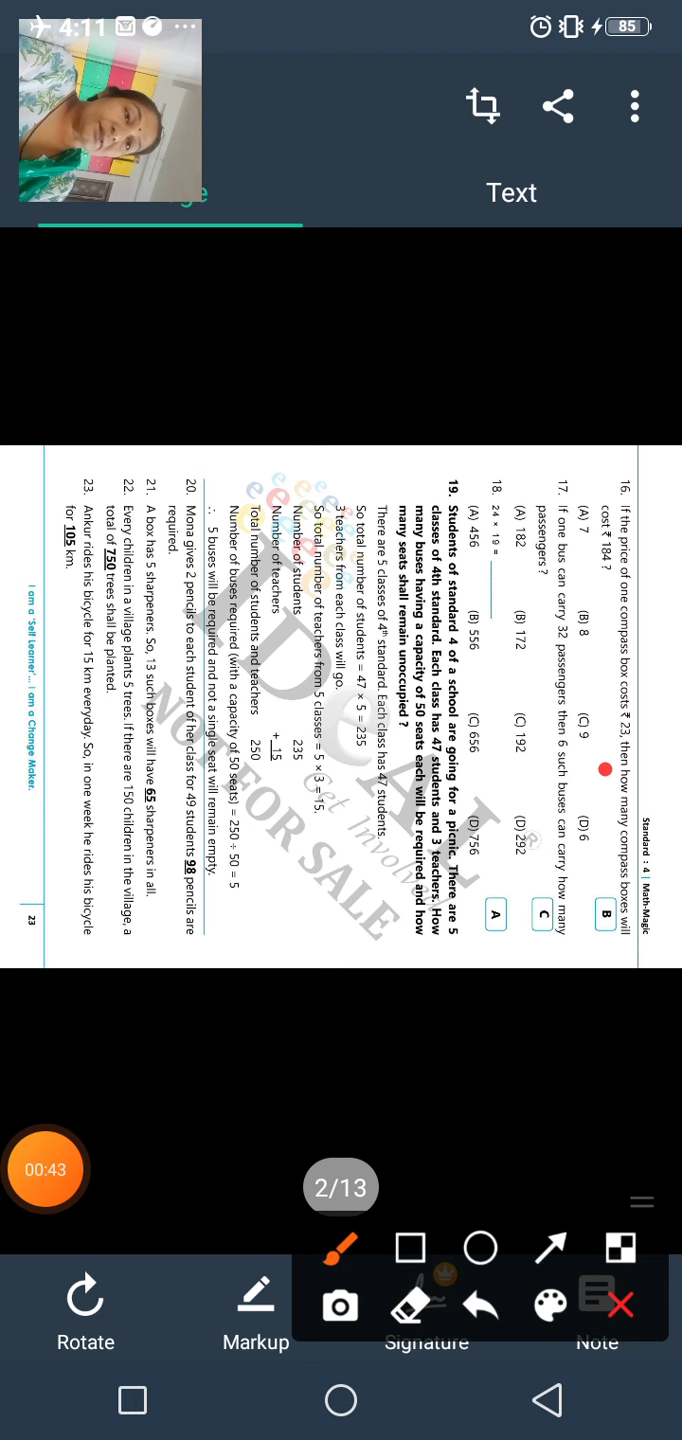 4:11
85
ge
Text
Standard : 4 | Math-Magic
16. If the price of one compass box costs ₹ 23, then how many compass boxes will
cost ₹ 184 ?
B
(A) 7 (B) 8 (C) 9 (D) 6
17. If one bus can carry 32 passengers then 6 such buses can carry how many
passengers ?
C
(A) 182 (B) 172 (C) 192 (D) 292
18. 24 × 19 = ________
A
(A) 456 (B) 556 (C) 656 (D) 756
19. Students of standard 4 of a school are going for a picnic. There are 5
classes of 4th standard. Each class has 47 students and 3 teachers. How
many buses having a capacity of 50 seats each will be required and how
many seats shall remain unoccupied ?
There are 5 classes of 4th standard. Each class has 47 students.
So total number of students = 47 × 5 = 235
3 teachers from each class will go.
So total number of teachers from 5 classes = 5 × 3 = 15.
Number of students 235
Number of teachers + 15
Total number of students and teachers 250
Number of buses required (with a capacity of 50 seats) = 250 ÷ 50 = 5
∴ 5 buses will be required and not a single seat will remain empty.
20. Mona gives 2 pencils to each student of her class for 49 students 98 pencils are
required.
21. A box has 5 sharpeners. So, 13 such boxes will have 65 sharpeners in all.
22. Every children in a village plants 5 trees. If there are 150 children in the village, a
total of 750 trees shall be planted.
23. Ankur rides his bicycle for 15 km everyday. So, in one week he rides his bicycle
for 105 km.
I am a 'Self Learner'... I am a Change Maker.
23
IDeAL
Get Involved
®
NOT FOR SALE
00:43
2/13
Rotate
Markup
Signature
Note